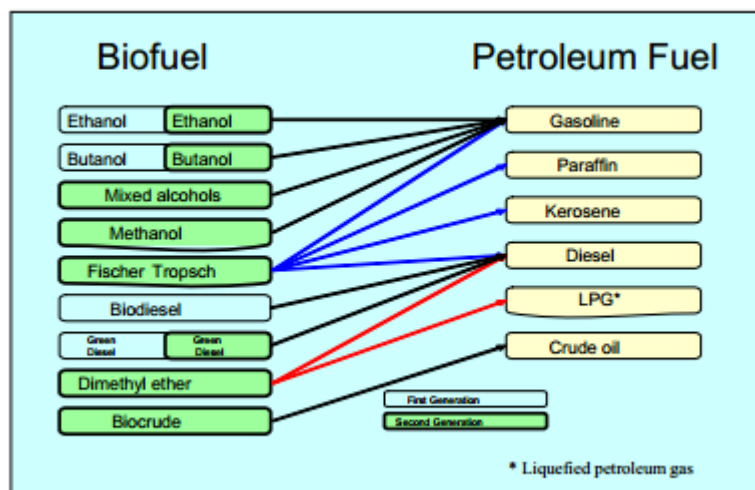 Biofuel
Petroleum Fuel
Ethanol Ethanol
Gasoline
Butanol Butanol
Paraffin
Mixed alcohols
Kerosene
Methanol
Diesel
Fischer Tropsch
LPG*
Biodiesel
Crude oil
Green Green
Diesel Diesel
Dimethyl ether
First Generation
Biocrude
Second Generation
* Liquefied petroleum gas